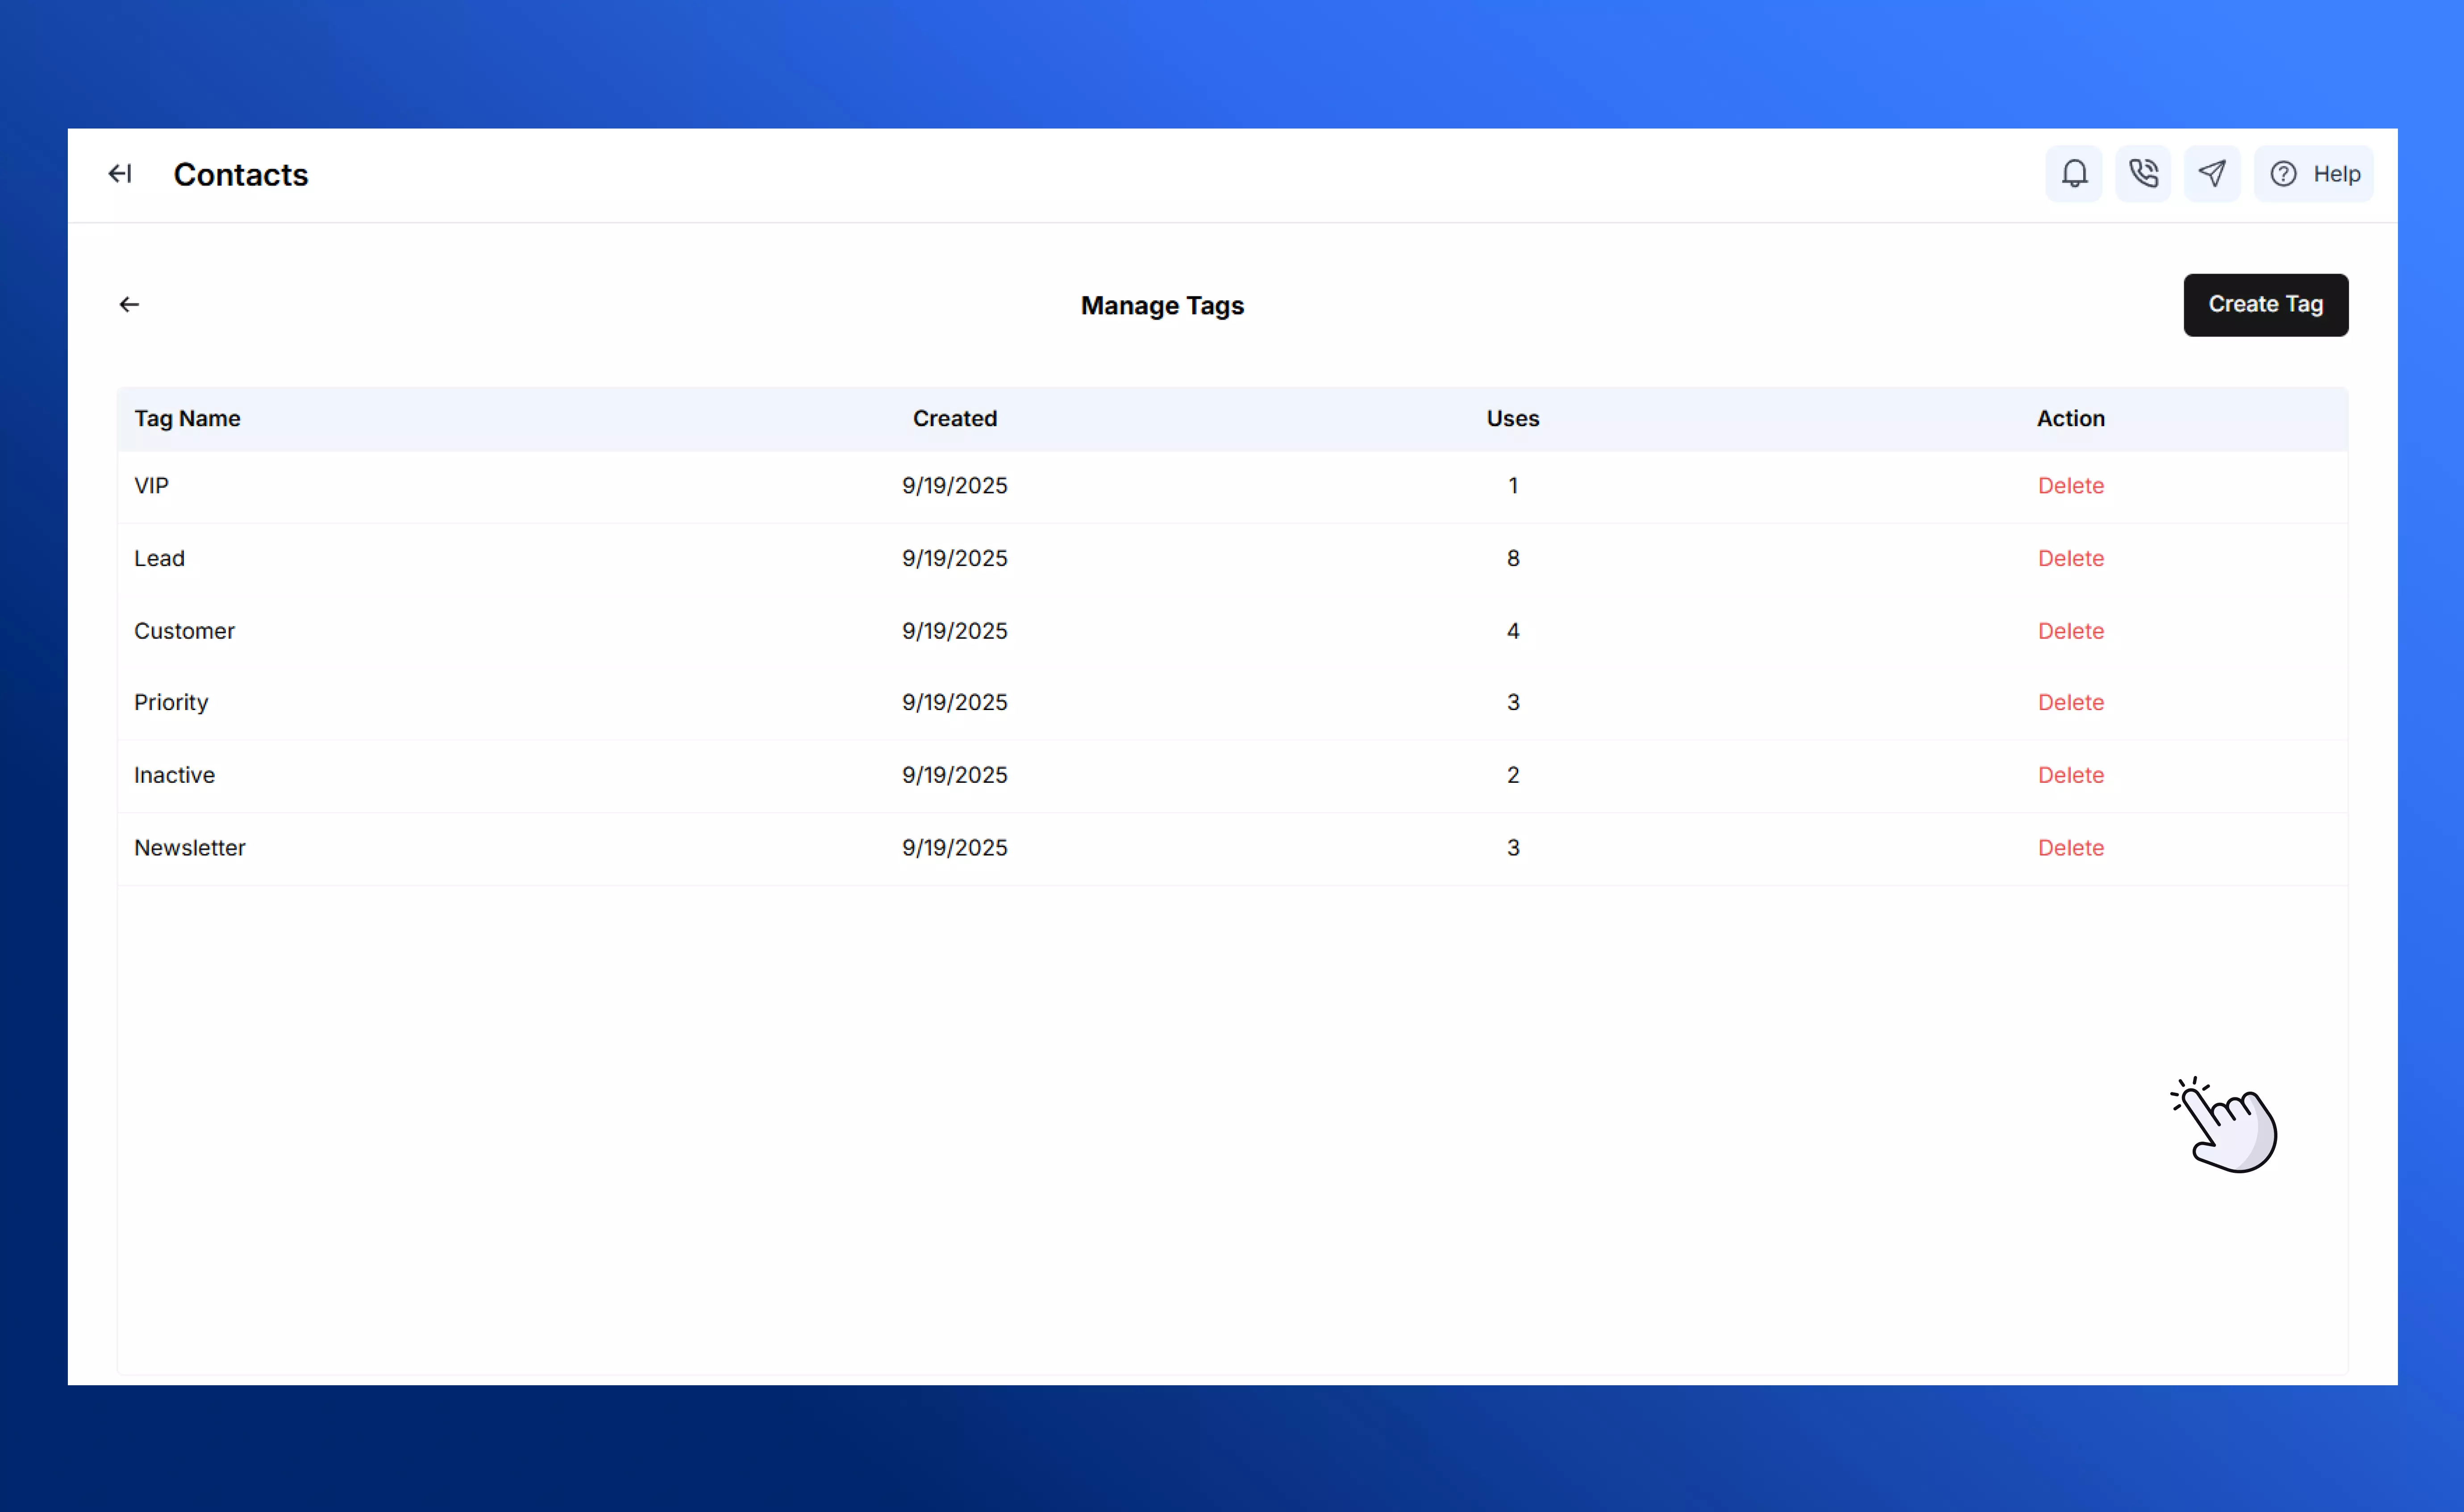 Contacts
Help
Manage Tags
Create Tag
Tag Name Created Uses Action
VIP 9/19/2025 1 Delete
Lead 9/19/2025 8 Delete
Customer 9/19/2025 4 Delete
Priority 9/19/2025 3 Delete
Inactive 9/19/2025 2 Delete
Newsletter 9/19/2025 3 Delete